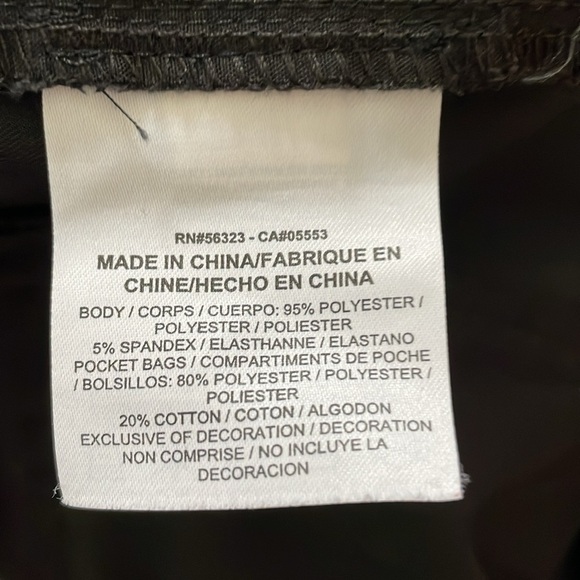 RN#56323 - CA#05553
MADE IN CHINA/FABRIQUE EN
CHINE/HECHO EN CHINA
BODY / CORPS / CUERPO: 95% POLYESTER /
POLYESTER / POLIESTER
5% SPANDEX / ELASTHANNE / ELASTANO
POCKET BAGS / COMPARTIMENTS DE POCHE
/ BOLSILLOS: 80% POLYESTER / POLYESTER /
POLIESTER
20% COTTON / COTON / ALGODON
EXCLUSIVE OF DECORATION / DECORATION
NON COMPRISE / NO INCLUYE LA
DECORACION